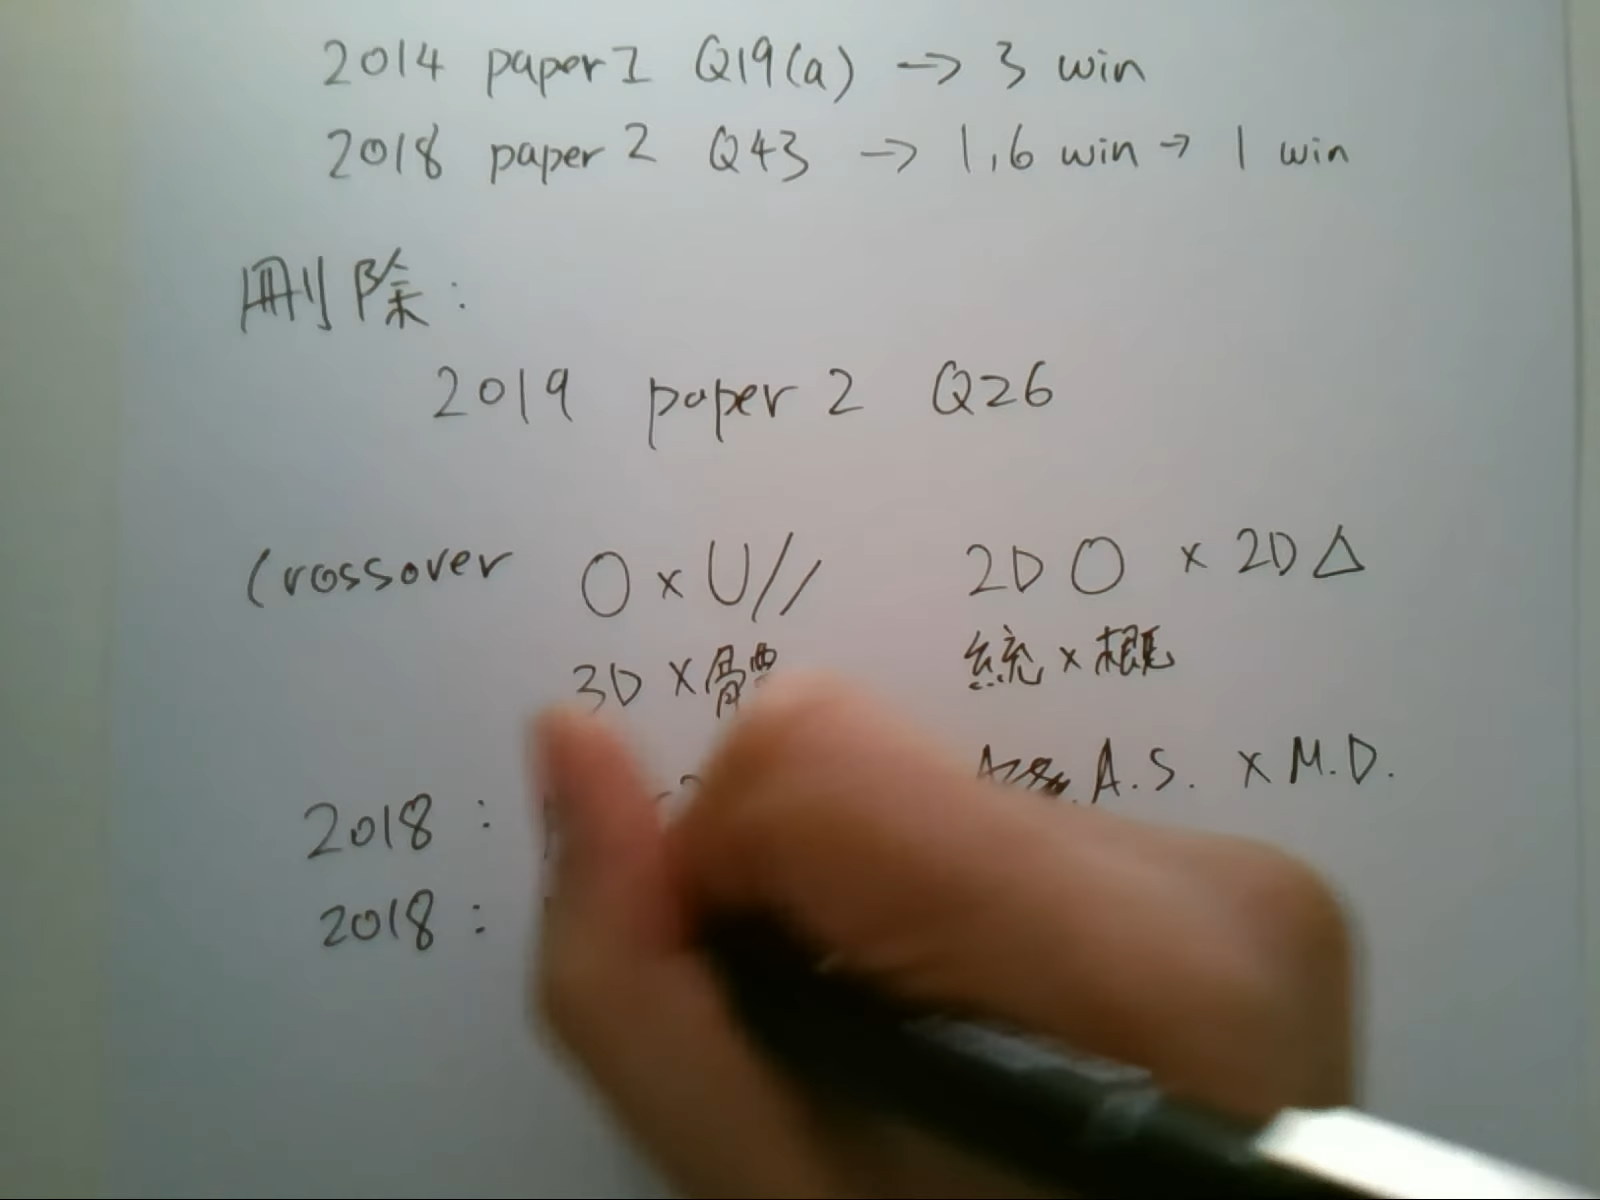 2014 paper 1 Q19(a) → 3 win
2018 paper 2 Q43 → 1,6 win → 1 win
刪除:
2019 paper 2 Q26
Crossover O × U// 2D O × 2D △
3D × 統 × 概
A.S. × M.D.
2018 :
2018 :